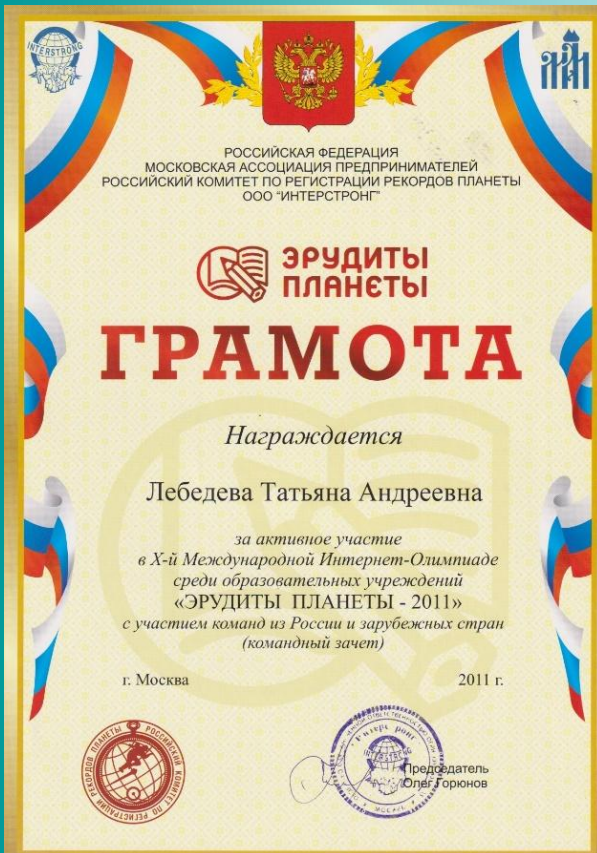 INTERSTRONG
РОССИЙСКАЯ ФЕДЕРАЦИЯ
МОСКОВСКАЯ АССОЦИАЦИЯ ПРЕДПРИНИМАТЕЛЕЙ
РОССИЙСКИЙ КОМИТЕТ ПО РЕГИСТРАЦИИ РЕКОРДОВ ПЛАНЕТЫ
ООО "ИНТЕРСТРОНГ"
ЭРУДИТЫ
ПЛАНЕТЫ
ГРАМОТА
Награждается
Лебедева Татьяна Андреевна
за активное участие
в X-й Международной Интернет-Олимпиаде
среди образовательных учреждений
«ЭРУДИТЫ ПЛАНЕТЫ - 2011»
с участием команд из России и зарубежных стран
(командный зачет)
г. Москва 2011 г.
РОССИЙСКИЙ КОМИТЕТ ПО РЕГИСТРАЦИИ РЕКОРДОВ ПЛАНЕТЫ
INTERSTRONG
МОСКВА
Председатель
Олег Горюнов